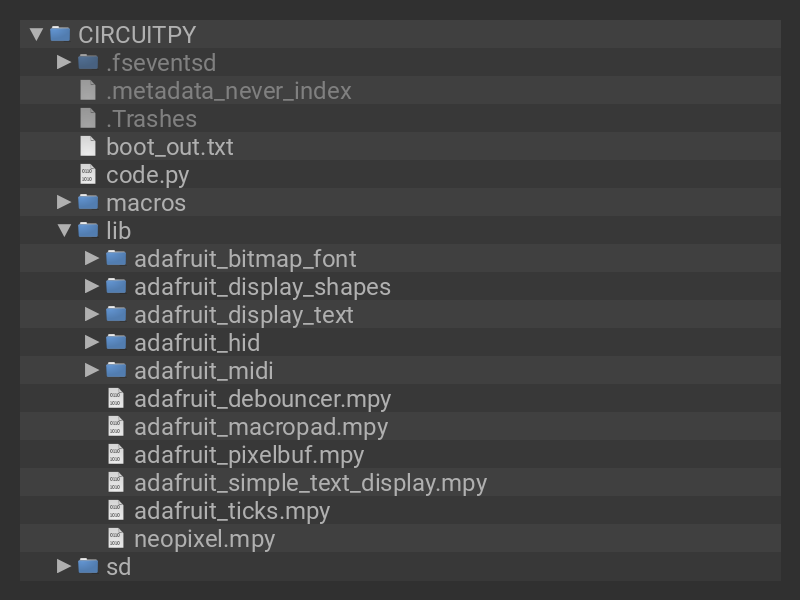 CIRCUITPY
.fseventsd
.metadata_never_index
.Trashes
boot_out.txt
code.py
macros
lib
adafruit_bitmap_font
adafruit_display_shapes
adafruit_display_text
adafruit_hid
adafruit_midi
adafruit_debouncer.mpy
adafruit_macropad.mpy
adafruit_pixelbuf.mpy
adafruit_simple_text_display.mpy
adafruit_ticks.mpy
neopixel.mpy
sd